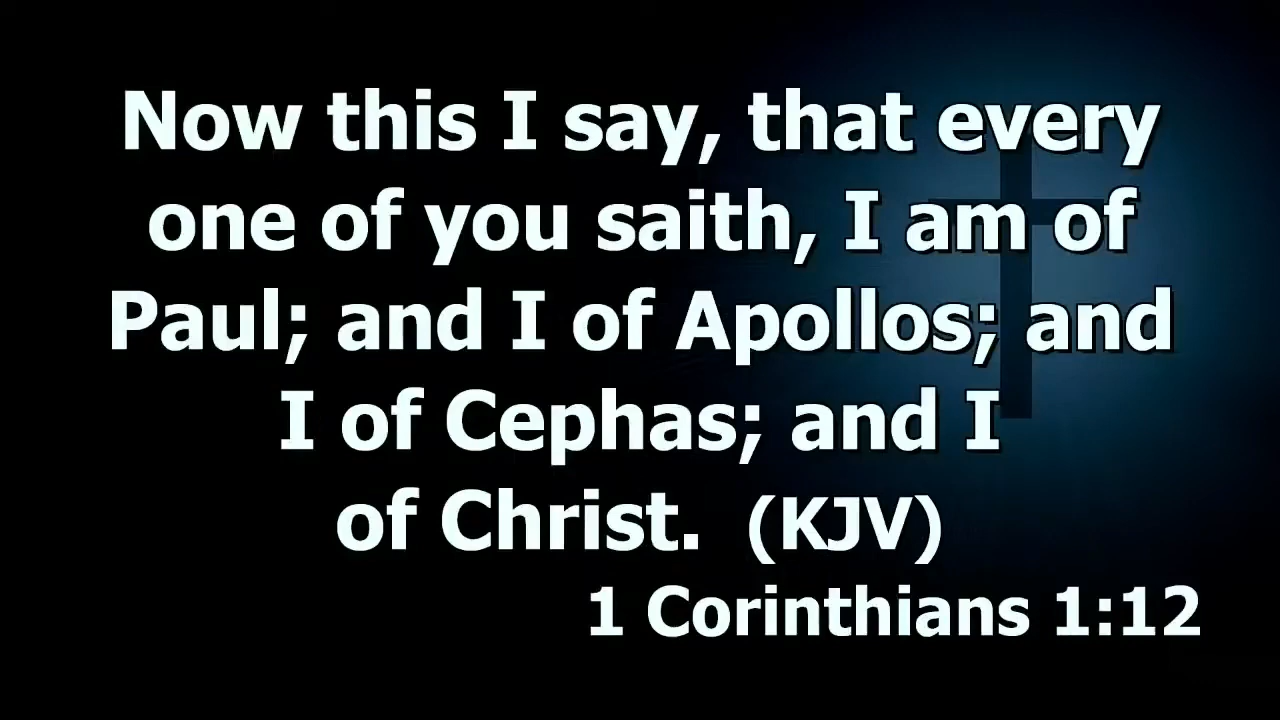 Now this I say, that every
one of you saith, I am of
Paul; and I of Apollos; and
I of Cephas; and I
of Christ. (KJV)
1 Corinthians 1:12